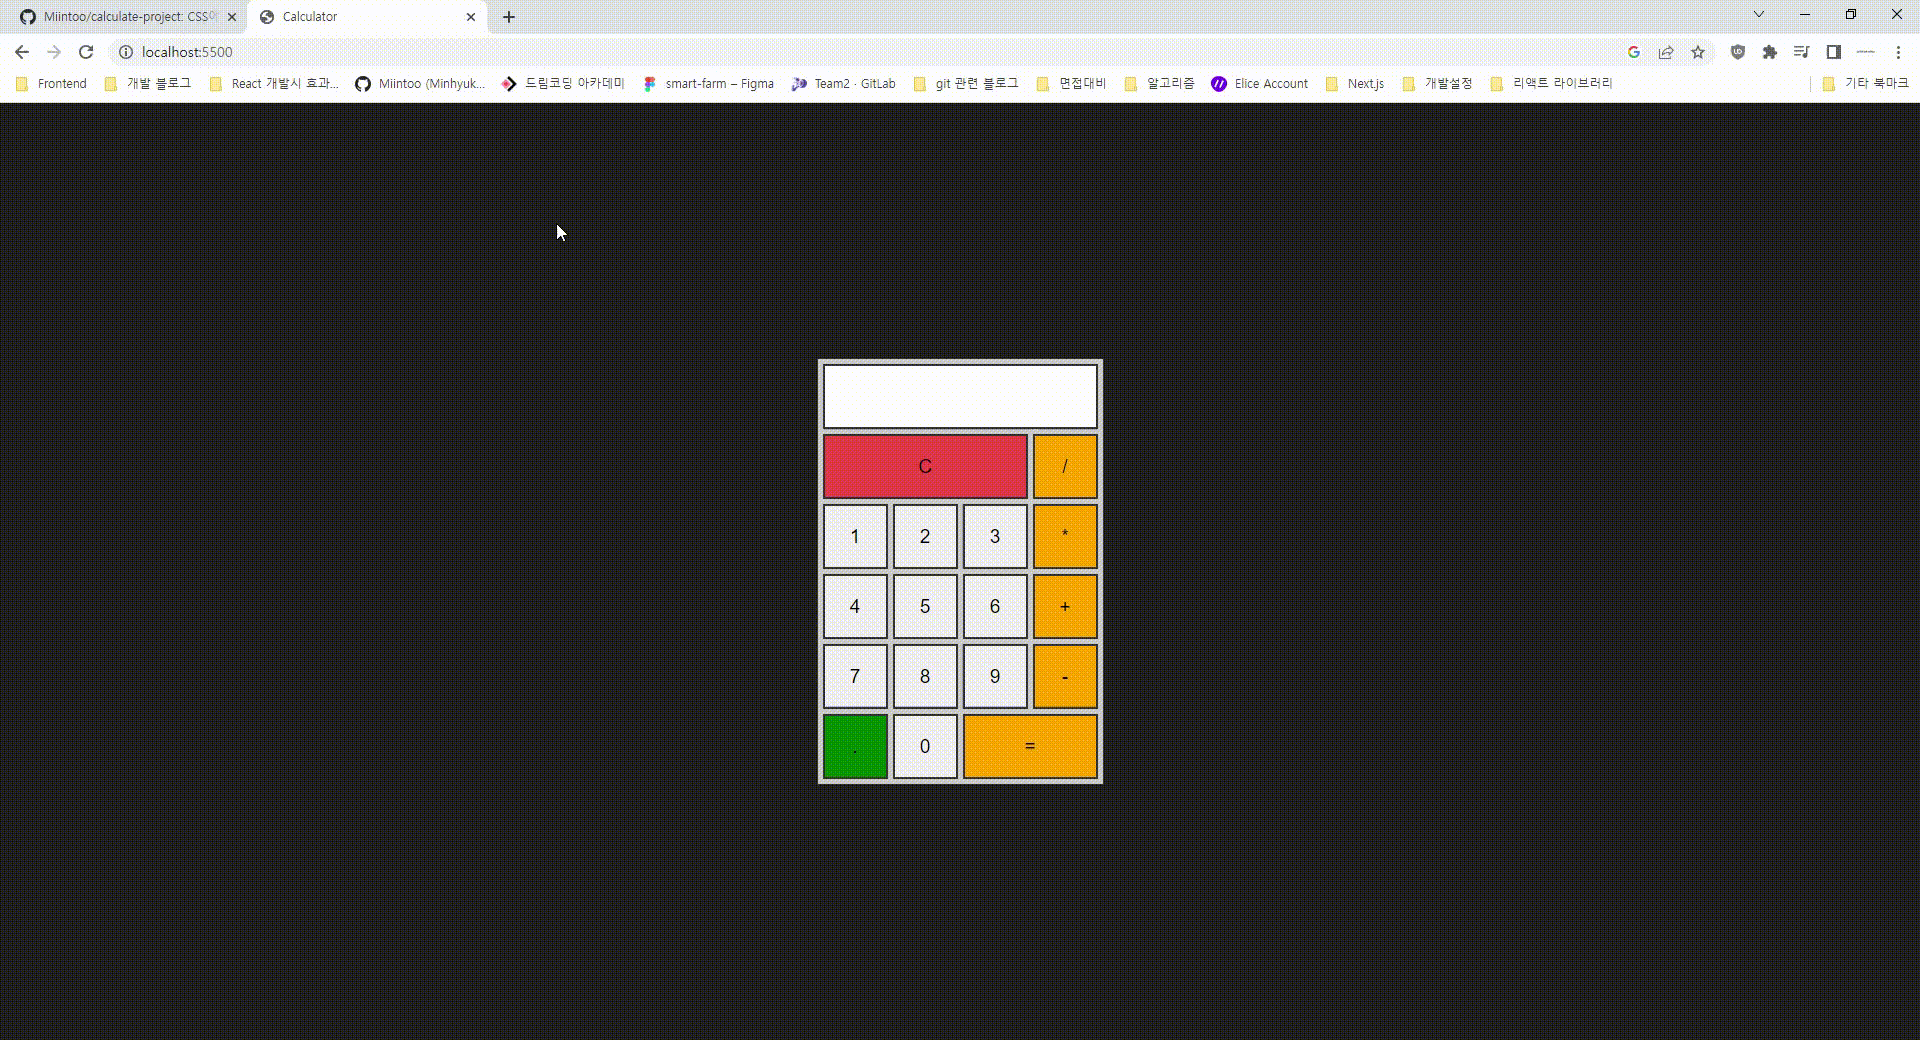 Miintoo/calculate-project: CSS
Calculator
localhost:5500
Frontend
개발 블로그
React 개발시 효과...
Miintoo (Minhyuk...
드림코딩 아카데미
smart-farm – Figma
Team2 · GitLab
git 관련 블로그
면접대비
알고리즘
Elice Account
Next.js
개발설정
리액트 라이브러리
기타 북마크
C /
1 2 3 *
4 5 6 +
7 8 9 -
. 0 =